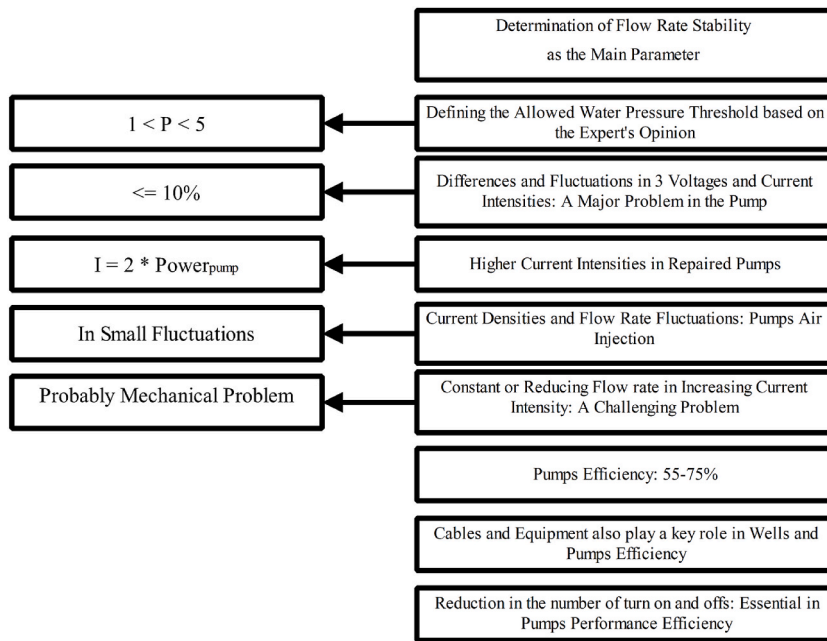 Determination of Flow Rate Stability
as the Main Parameter
1 < P < 5
Defining the Allowed Water Pressure Threshold based on
the Expert's Opinion
<= 10%
Differences and Fluctuations in 3 Voltages and Current
Intensities: A Major Problem in the Pump
I = 2 * Powerpump
Higher Current Intensities in Repaired Pumps
In Small Fluctuations
Current Densities and Flow Rate Fluctuations: Pumps Air
Injection
Probably Mechanical Problem
Constant or Reducing Flow rate in Increasing Current
Intensity: A Challenging Problem
Pumps Efficiency: 55-75%
Cables and Equipment also play a key role in Wells and
Pumps Efficiency
Reduction in the number of turn on and offs: Essential in
Pumps Performance Efficiency